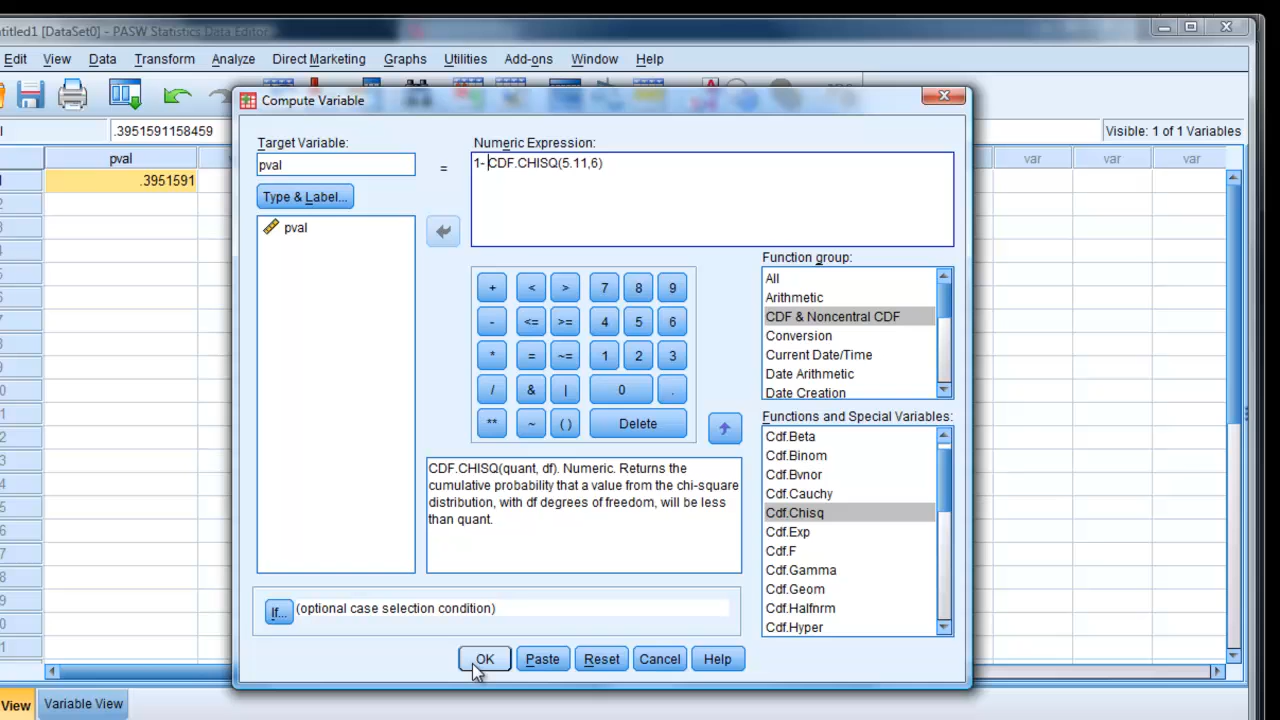 ntitled1 [DataSet0] - PASW Statistics Data Editor
Edit View Data Transform Analyze Direct Marketing Graphs Utilities Add-ons Window Help
Compute Variable
.3951591158459
Visible: 1 of 1 Variables
pval
var var var
.3951591
Target Variable:
pval
=
Numeric Expression:
1- CDF.CHISQ(5.11,6)
Type & Label...
pval
+ < > 7 8 9
- <= >= 4 5 6
* = ~= 1 2 3
/ & | 0 .
** ~ ( ) Delete
Function group:
All
Arithmetic
CDF & Noncentral CDF
Conversion
Current Date/Time
Date Arithmetic
Date Creation
Functions and Special Variables:
Cdf.Beta
Cdf.Binom
Cdf.Bvnor
Cdf.Cauchy
Cdf.Chisq
Cdf.Exp
Cdf.F
Cdf.Gamma
Cdf.Geom
Cdf.Halfnrm
Cdf.Hyper
CDF.CHISQ(quant, df). Numeric. Returns the
cumulative probability that a value from the chi-square
distribution, with df degrees of freedom, will be less
than quant.
If... (optional case selection condition)
OK Paste Reset Cancel Help
View Variable View